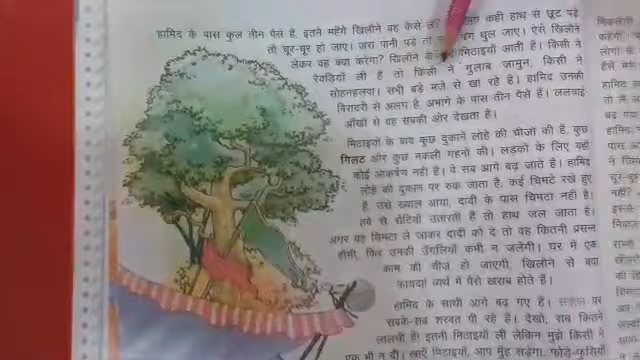 हामिद के पास कुल तीन पैसे हैं, इतने महँगे खिलौने वह कैसे ले? कहीं हाथ से छूट पड़े
तो चूर-चूर हो जाए। जरा पानी पड़े तो रंग धुल जाए। ऐसे खिलौने
लेकर वह क्या करेगा? खिलौने के मिठाइयाँ आती हैं। किसी ने
रेवड़ियाँ ली हैं तो किसी ने गुलाब जामुन, किसी ने
सोहनहलवा। सभी बड़े मजे से खा रहे हैं। हामिद उनकी
बिरादरी से अलग है, अभागे के पास तीन पैसे हैं। ललचाई
आँखों से वह सबकी ओर देखता है।
मिठाइयों के बाद कुछ दुकानें लोहे की चीजों की हैं, कुछ
गिलट और कुछ नकली गहनों की। लड़कों के लिए यहाँ
कोई आकर्षण नहीं है। वे सब आगे बढ़ जाते हैं। हामिद
लोहे की दुकान पर रुक जाता है, कई चिमटे रखे हुए
हैं, उसे ख्याल आया, दादी के पास चिमटा नहीं है।
तवे से रोटियाँ उतारती हैं तो हाथ जल जाता है।
अगर वह चिमटा ले जाकर दादी को दे तो वह कितनी प्रसन्न
होंगी, फिर उनकी उँगलियाँ कभी न जलेंगी। घर में एक
काम की चीज हो जाएगी, खिलौने से क्या
फायदा! व्यर्थ में पैसे खराब होते हैं।
हामिद के साथी आगे बढ़ गए हैं। पर
सबके-सब शरबत पी रहे हैं। देखो, सब कितने
लालची हैं! इतनी मिठाइयाँ लीं लेकिन मुझे किसी ने
एक भी न दी। खाएँ मिठाइयाँ, आप मुँह सड़ेगा, फोड़े-फुंसियाँ